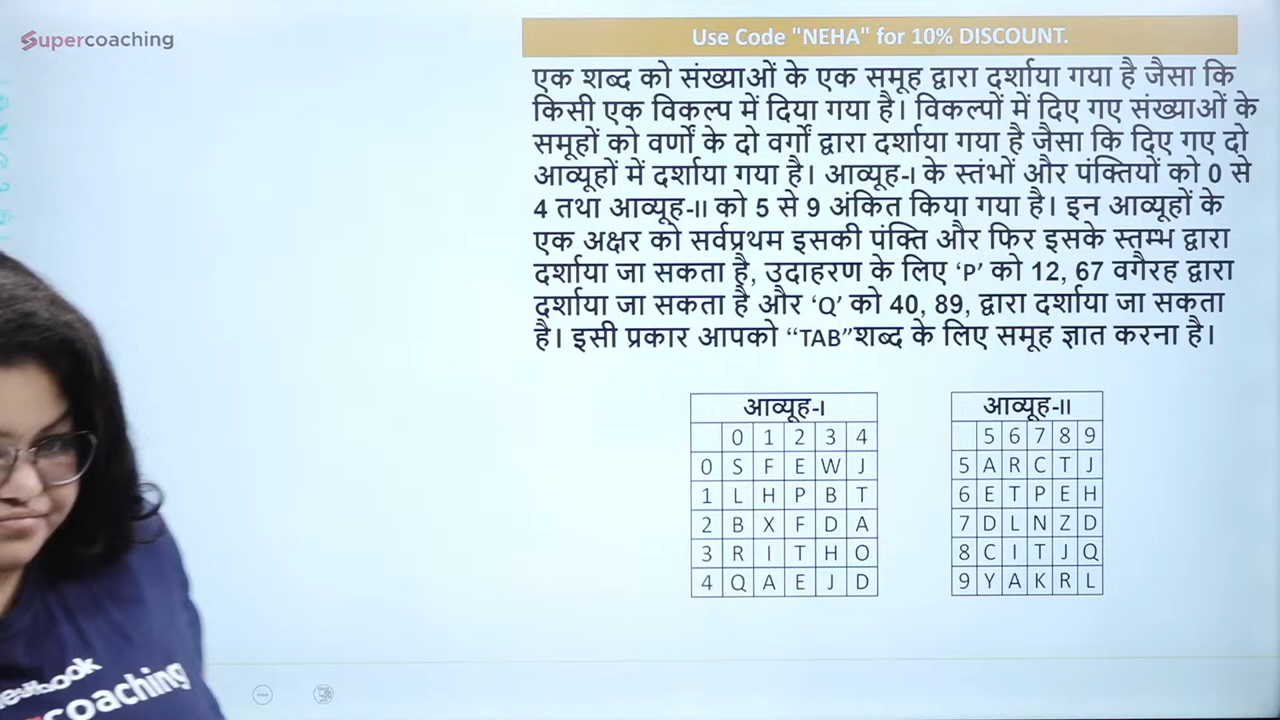 Supercoaching
Use Code "NEHA" for 10% DISCOUNT.
एक शब्द को संख्याओं के एक समूह द्वारा दर्शाया गया है जैसा कि
किसी एक विकल्प में दिया गया है। विकल्पों में दिए गए संख्याओं के
समूहों को वर्णों के दो वर्गों द्वारा दर्शाया गया है जैसा कि दिए गए दो
आव्यूहों में दर्शाया गया है। आव्यूह-I के स्तंभों और पंक्तियों को 0 से
4 तथा आव्यूह-II को 5 से 9 अंकित किया गया है। इन आव्यूहों के
एक अक्षर को सर्वप्रथम इसकी पंक्ति और फिर इसके स्तम्भ द्वारा
दर्शाया जा सकता है, उदाहरण के लिए ‘P’ को 12, 67 वगैरह द्वारा
दर्शाया जा सकता है और ‘Q’ को 40, 89, द्वारा दर्शाया जा सकता
है। इसी प्रकार आपको “TAB”शब्द के लिए समूह ज्ञात करना है।
आव्यूह-I
0 1 2 3 4
0 S F E W J
1 L H P B T
2 B X F D A
3 R I T H O
4 Q A E J D
आव्यूह-II
5 6 7 8 9
5 A R C T J
6 E T P E H
7 D L N Z D
8 C I T J Q
9 Y A K R L
coaching